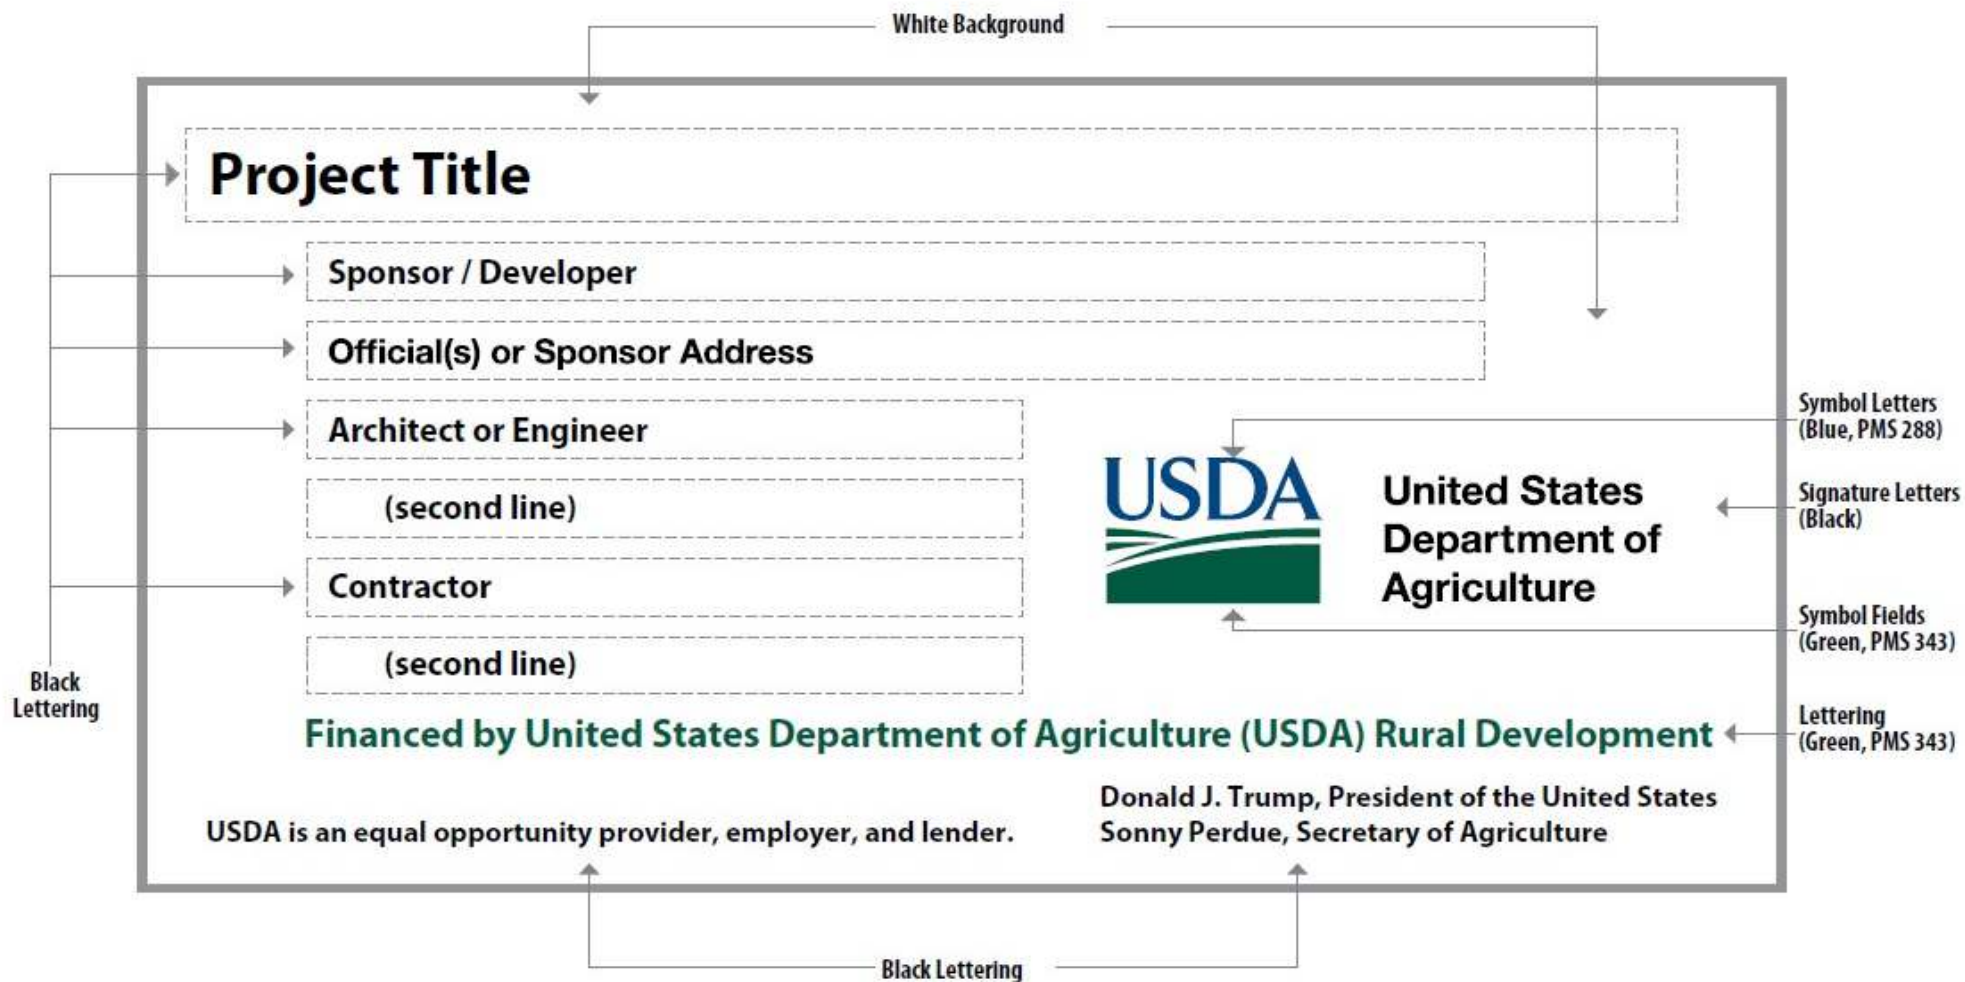 White Background
Project Title
Sponsor / Developer
Official(s) or Sponsor Address
Architect or Engineer
(second line)
Contractor
(second line)
Black
Lettering
USDA
United States
Department of
Agriculture
Symbol Letters
(Blue, PMS 288)
Signature Letters
(Black)
Symbol Fields
(Green, PMS 343)
Financed by United States Department of Agriculture (USDA) Rural Development
Lettering
(Green, PMS 343)
USDA is an equal opportunity provider, employer, and lender.
Donald J. Trump, President of the United States
Sonny Perdue, Secretary of Agriculture
Black Lettering